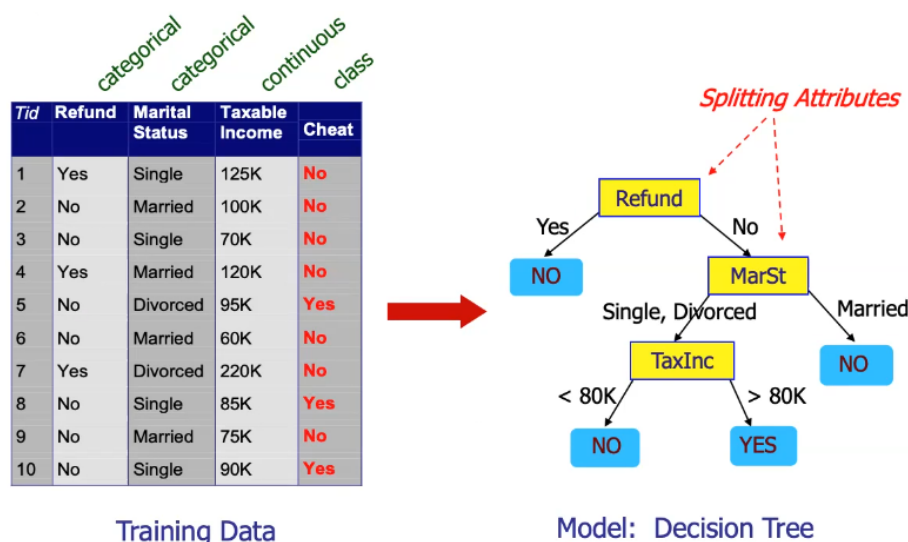 categorical categorical continuous class
Tid Refund Marital Status Taxable Income Cheat
1 Yes Single 125K No
2 No Married 100K No
3 No Single 70K No
4 Yes Married 120K No
5 No Divorced 95K Yes
6 No Married 60K No
7 Yes Divorced 220K No
8 No Single 85K Yes
9 No Married 75K No
10 No Single 90K Yes
Training Data
Splitting Attributes
Refund
Yes No
NO MarSt
Single, Divorced Married
TaxInc NO
< 80K > 80K
NO YES
Model: Decision Tree